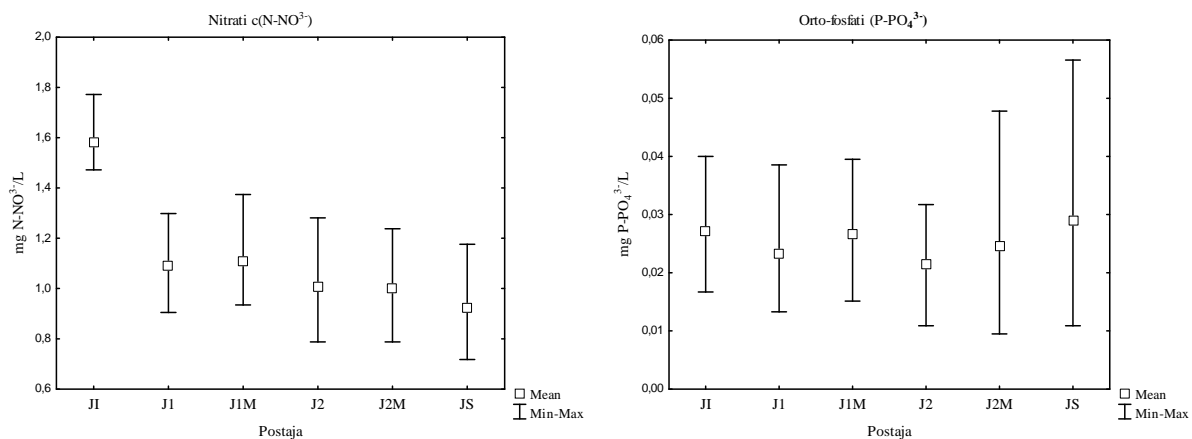 Nitrati c(N-NO³⁻)
2,0
1,8
1,6
1,4
1,2
1,0
0,8
0,6
mg N-NO³⁻/L
JI J1 J1M J2 J2M JS
Postaja
Mean
Min-Max
Orto-fosfati (P-PO₄³⁻)
0,06
0,05
0,04
0,03
0,02
0,01
0,00
mg P-PO₄³⁻/L
JI J1 J1M J2 J2M JS
Postaja
Mean
Min-Max